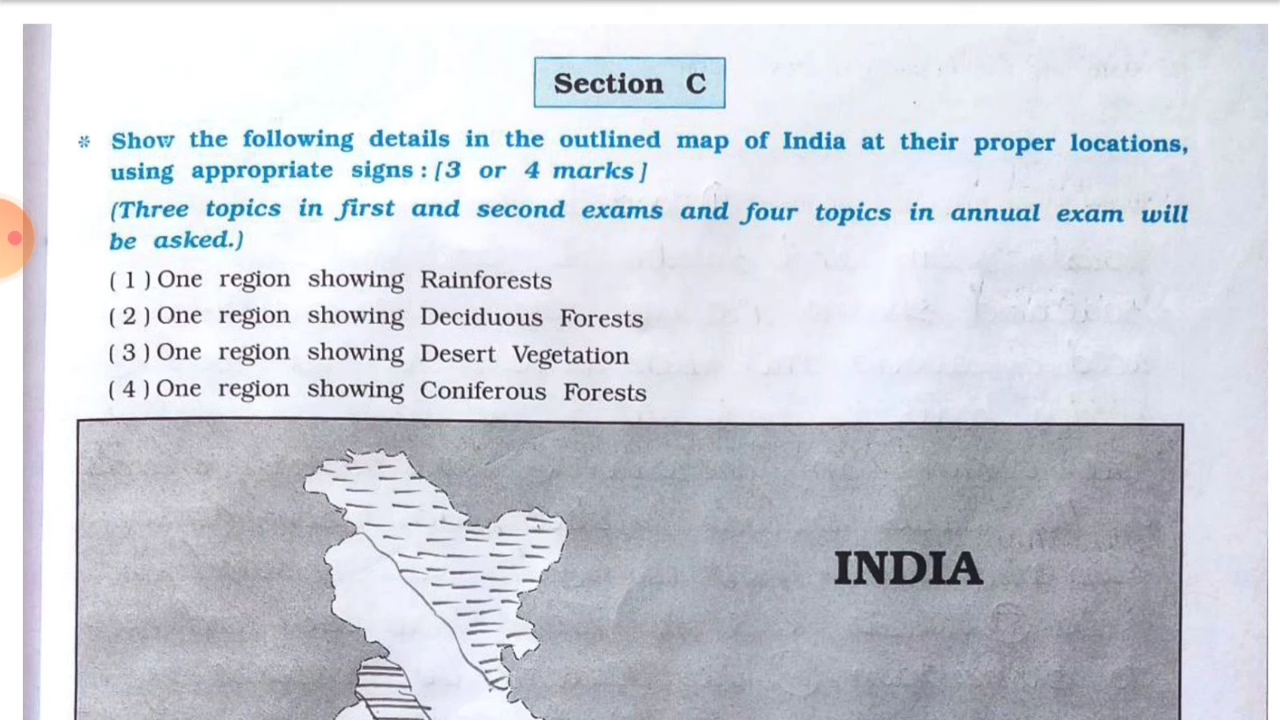 Section C
* Show the following details in the outlined map of India at their proper locations,
using appropriate signs : [3 or 4 marks]
(Three topics in first and second exams and four topics in annual exam will
be asked.)
( 1 ) One region showing Rainforests
( 2 ) One region showing Deciduous Forests
( 3 ) One region showing Desert Vegetation
( 4 ) One region showing Coniferous Forests
INDIA